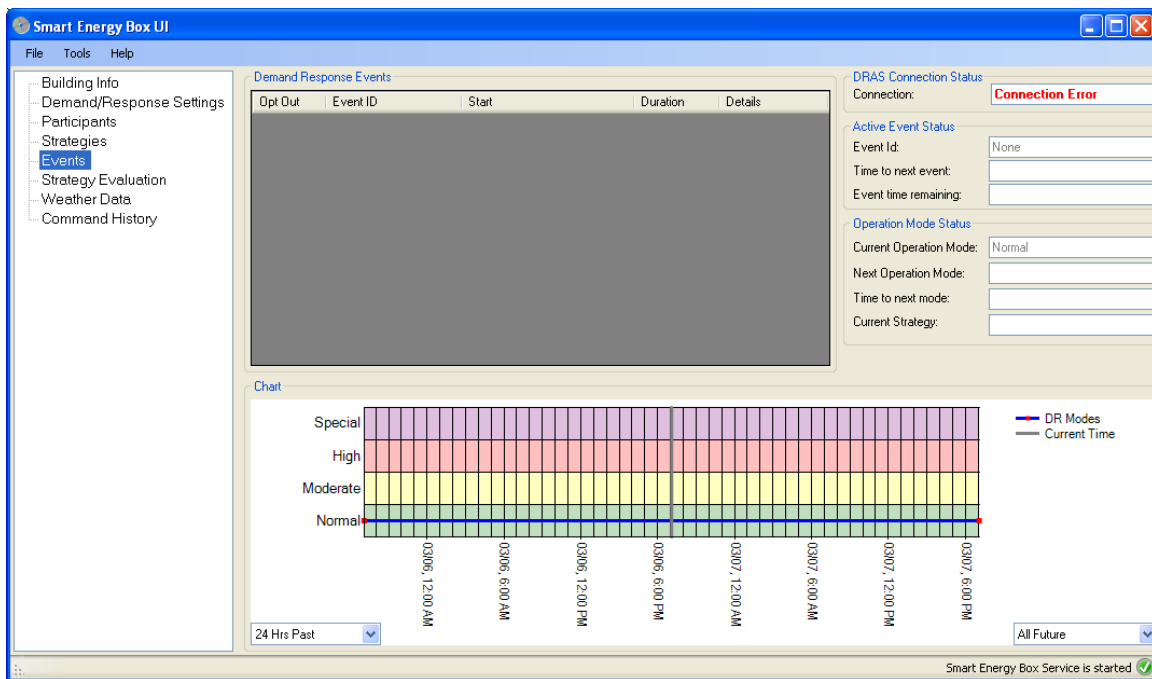 Smart Energy Box UI
File Tools Help
Building Info
Demand/Response Settings
Participants
Strategies
Events
Strategy Evaluation
Weather Data
Command History
Demand Response Events
Opt Out Event ID Start Duration Details
DRAS Connection Status
Connection: Connection Error
Active Event Status
Event Id: None
Time to next event:
Event time remaining:
Operation Mode Status
Current Operation Mode: Normal
Next Operation Mode:
Time to next mode:
Current Strategy:
Chart
Special
High
Moderate
Normal
DR Modes
Current Time
03/06, 12:00 AM
03/06, 6:00 AM
03/06, 12:00 PM
03/06, 6:00 PM
03/07, 12:00 AM
03/07, 6:00 AM
03/07, 12:00 PM
03/07, 6:00 PM
24 Hrs Past
All Future
Smart Energy Box Service is started